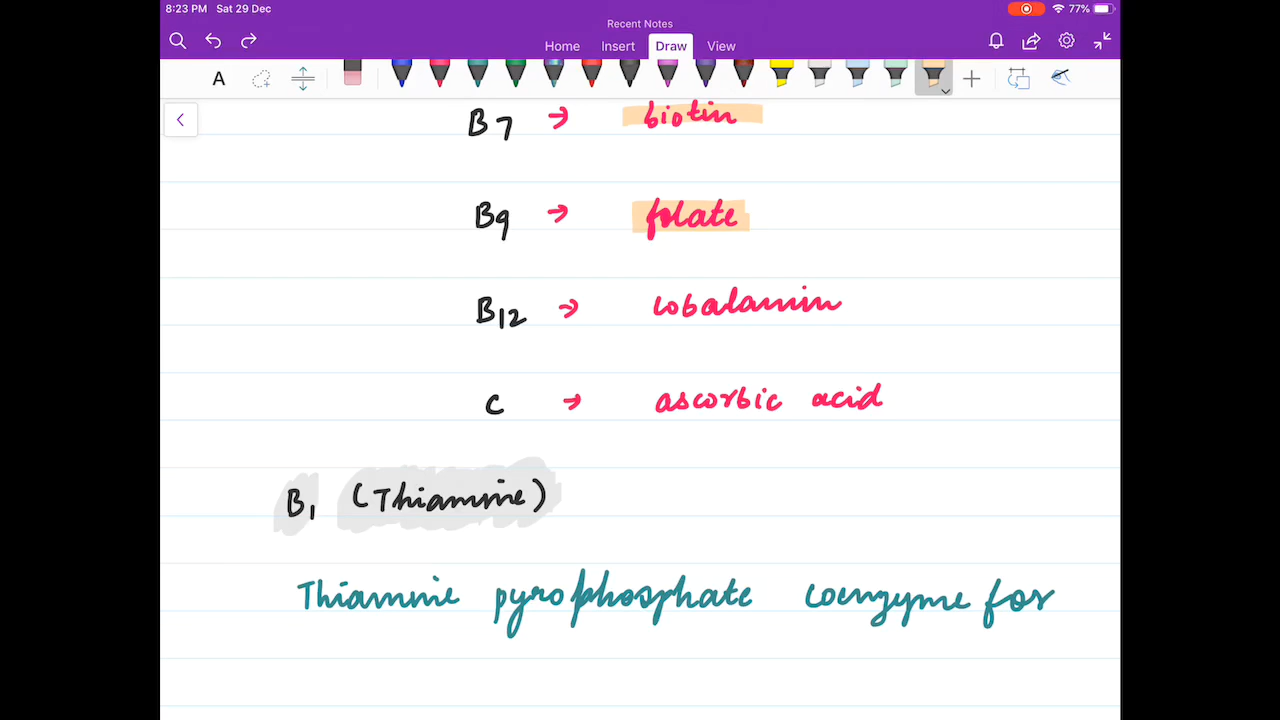 8:23 PM Sat 29 Dec 77%
Recent Notes
Home Insert Draw View
A
B7 → biotin
B9 → folate
B12 → cobalamin
C → ascorbic acid
B1 (Thiamine)
Thiamine pyrophosphate coenzyme for